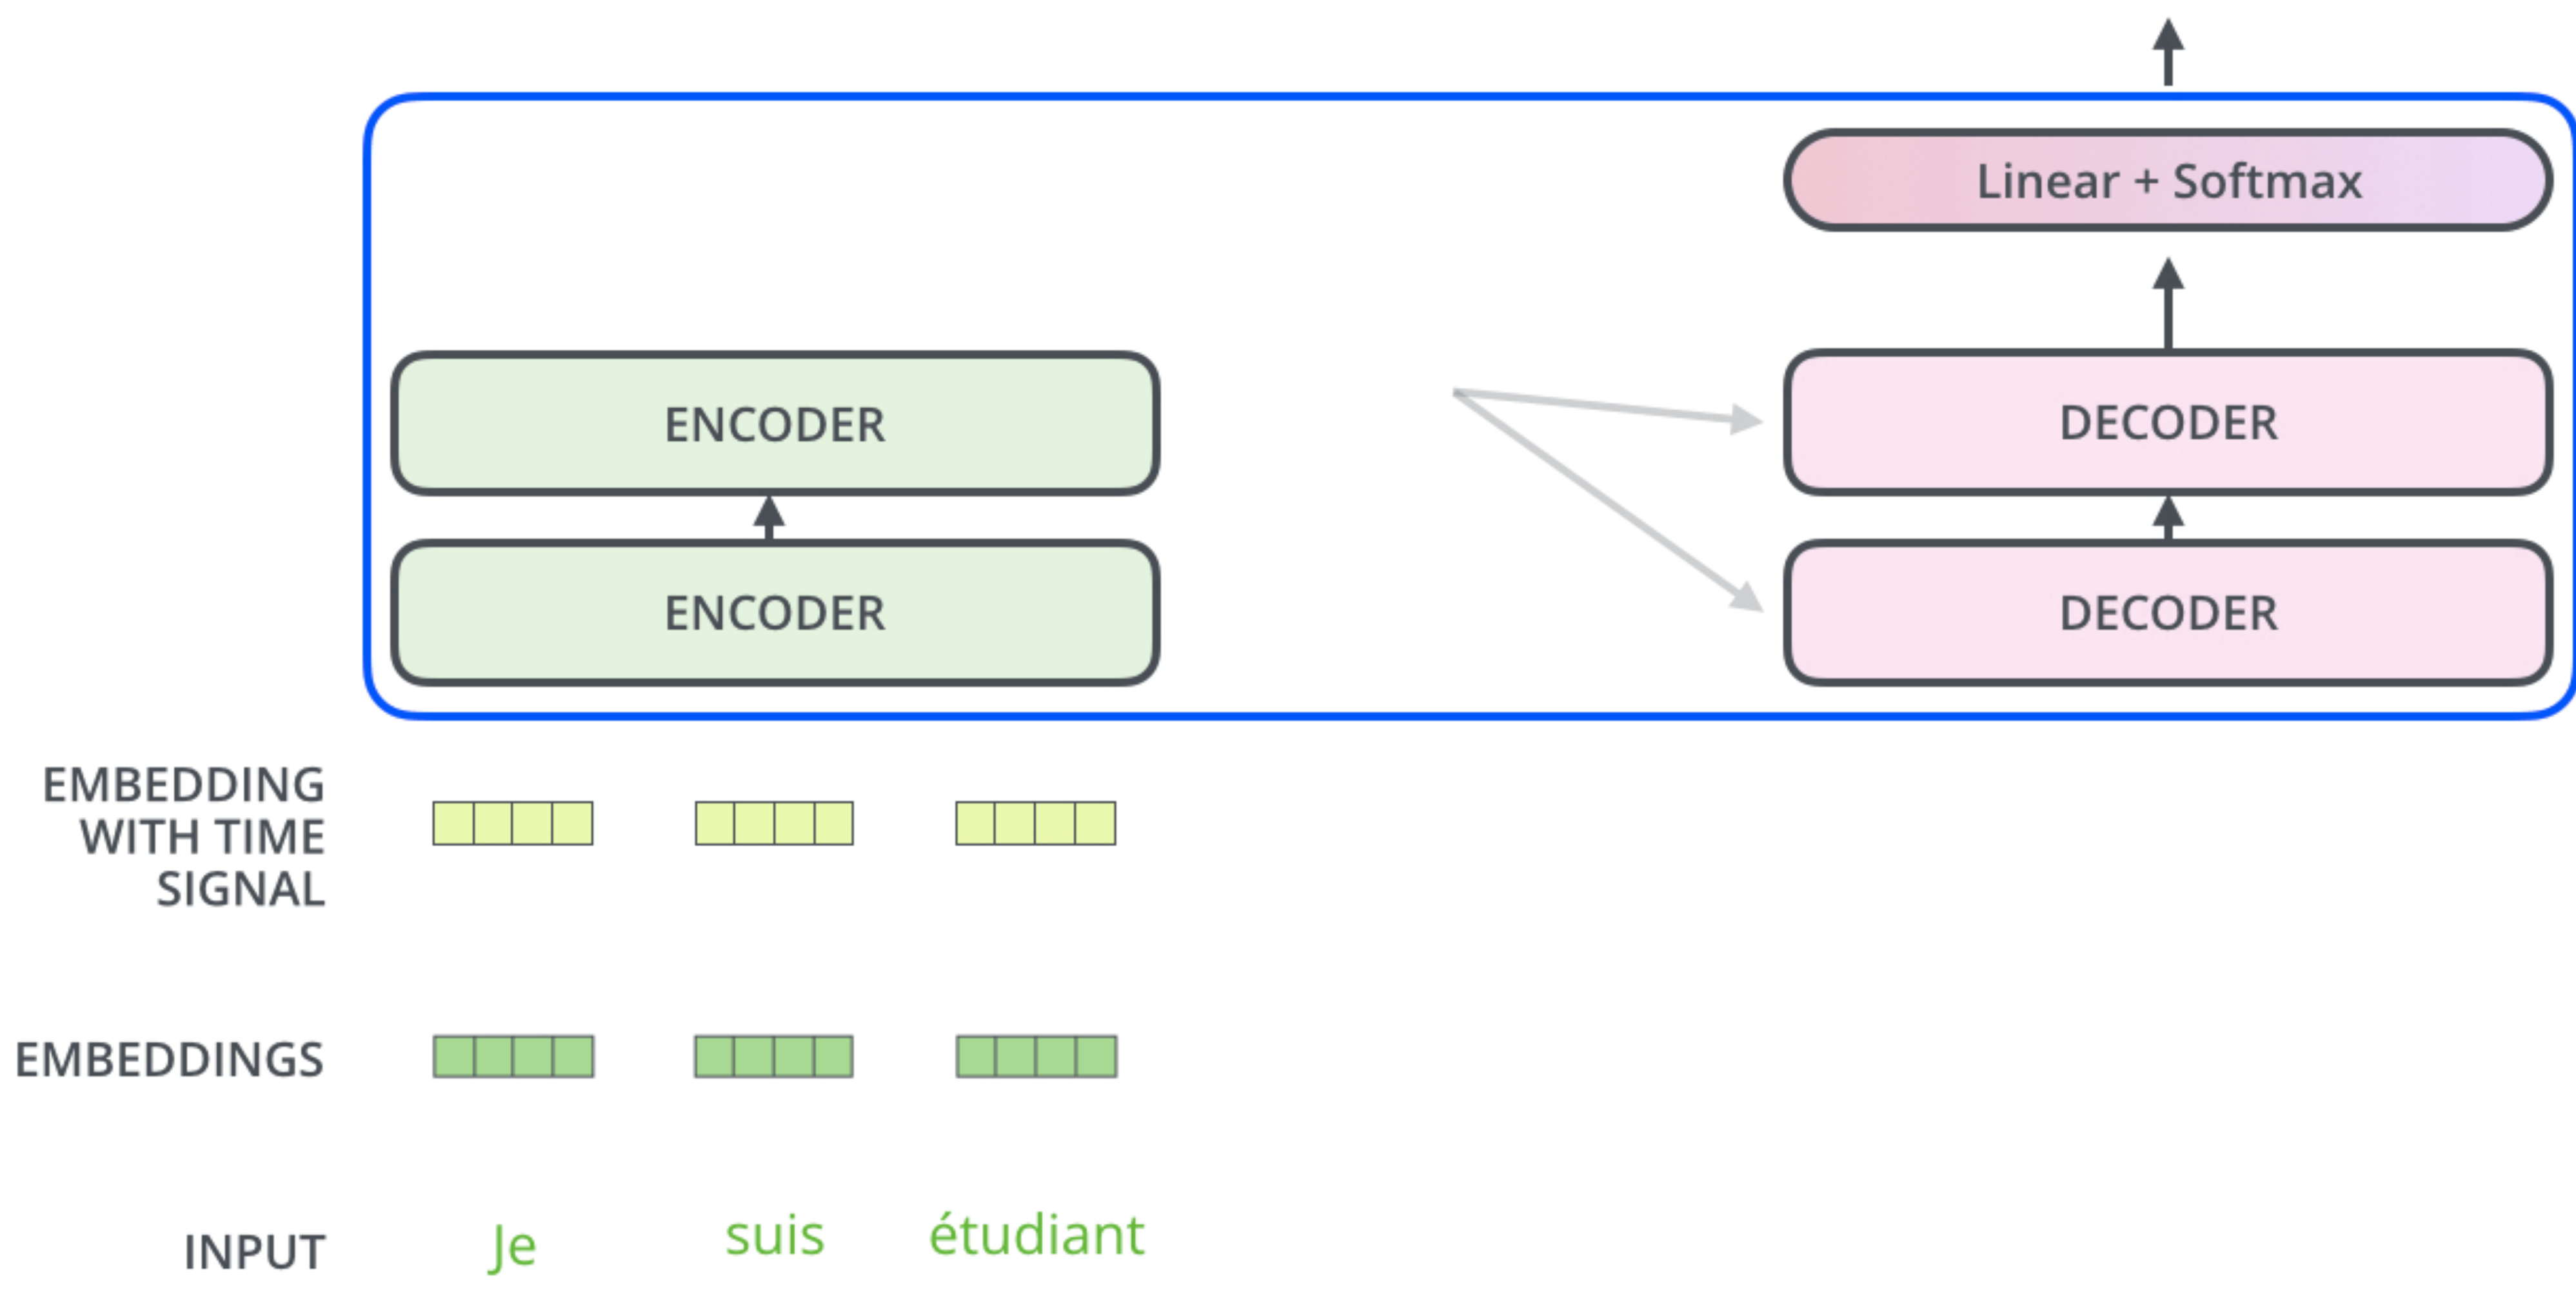 Linear + Softmax
ENCODER
DECODER
ENCODER
DECODER
EMBEDDING
WITH TIME
SIGNAL
EMBEDDINGS
INPUT Je suis étudiant